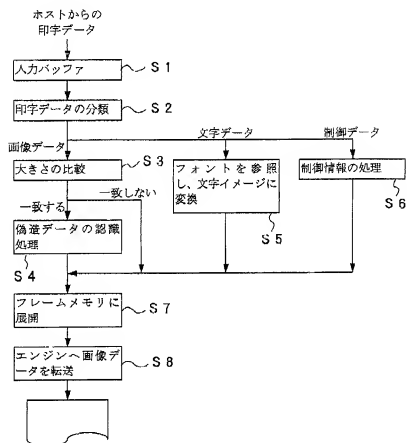 ホストからの
印字データ
入力バッファ
S1
印字データの分類
S2
画像データ
文字データ
制御データ
大きさの比較
S3
フォントを参照
し、文字イメージに
変換
S5
制御情報の処理
S6
一致しない
一致する
偽造データの認識
処理
S4
フレームメモリに
展開
S7
エンジンへ画像デ
ータを転送
S8